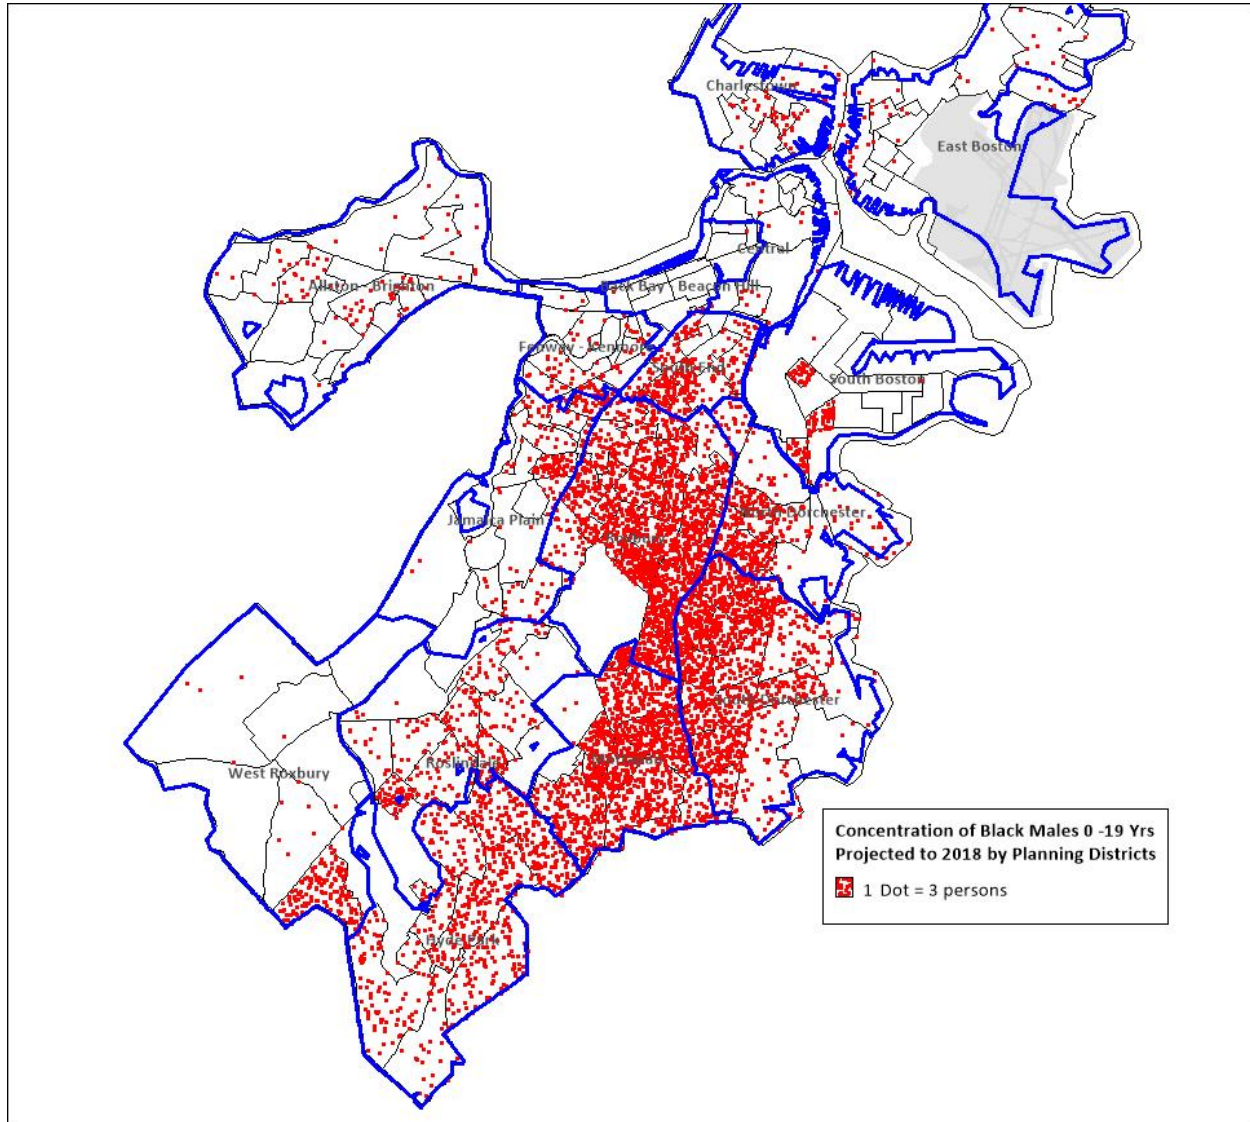 Charlestown
East Boston
Central
Allston - Brighton
Back Bay - Beacon Hill
Fenway - Kenmore
South End
South Boston
Jamaica Plain
North Dorchester
Roxbury
South Dorchester
West Roxbury
Roslindale
Mattapan
Hyde Park
Concentration of Black Males 0 -19 Yrs
Projected to 2018 by Planning Districts
1 Dot = 3 persons